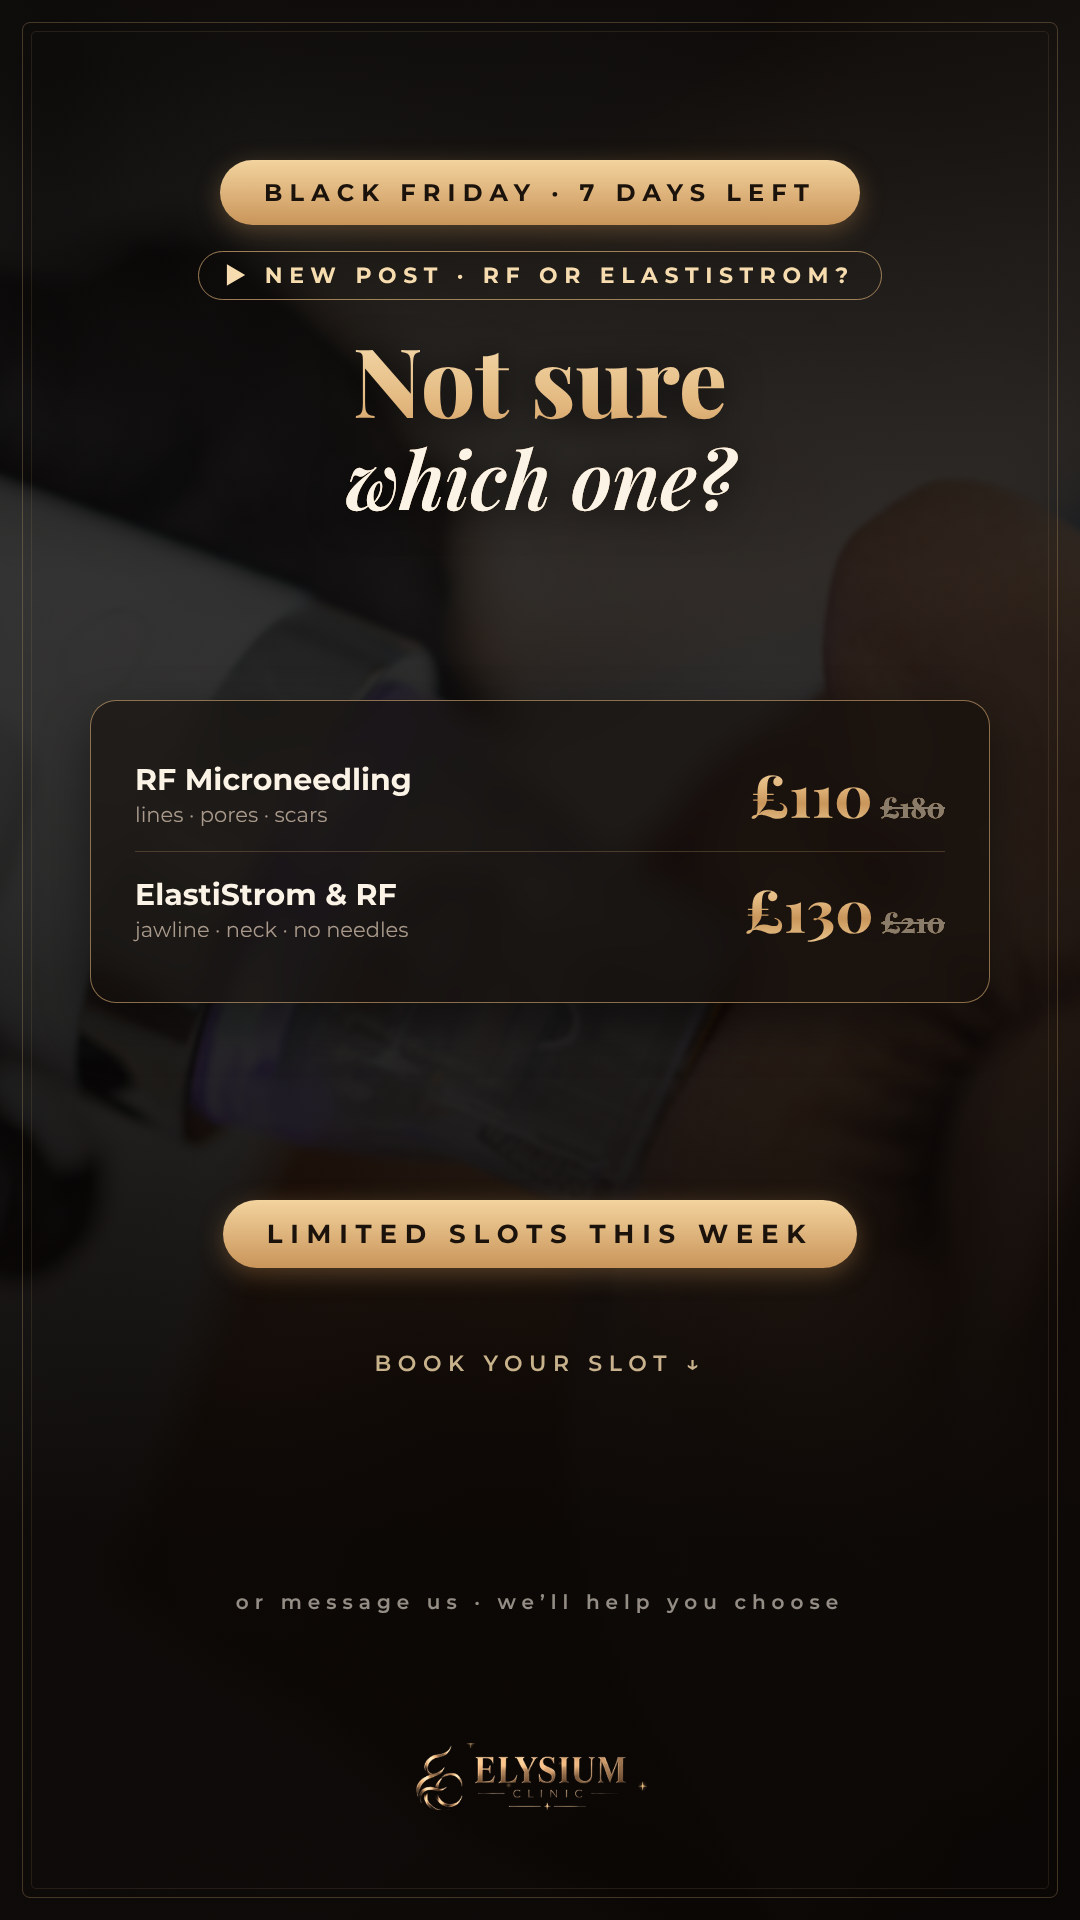 BLACK FRIDAY · 7 DAYS LEFT
▶ NEW POST · RF OR ELASTISTROM?
Not sure
which one?
RF Microneedling
lines · pores · scars
£110 £180
ElastiStrom & RF
jawline · neck · no needles
£130 £210
LIMITED SLOTS THIS WEEK
BOOK YOUR SLOT ↓
or message us · we’ll help you choose
ELYSIUM
CLINIC